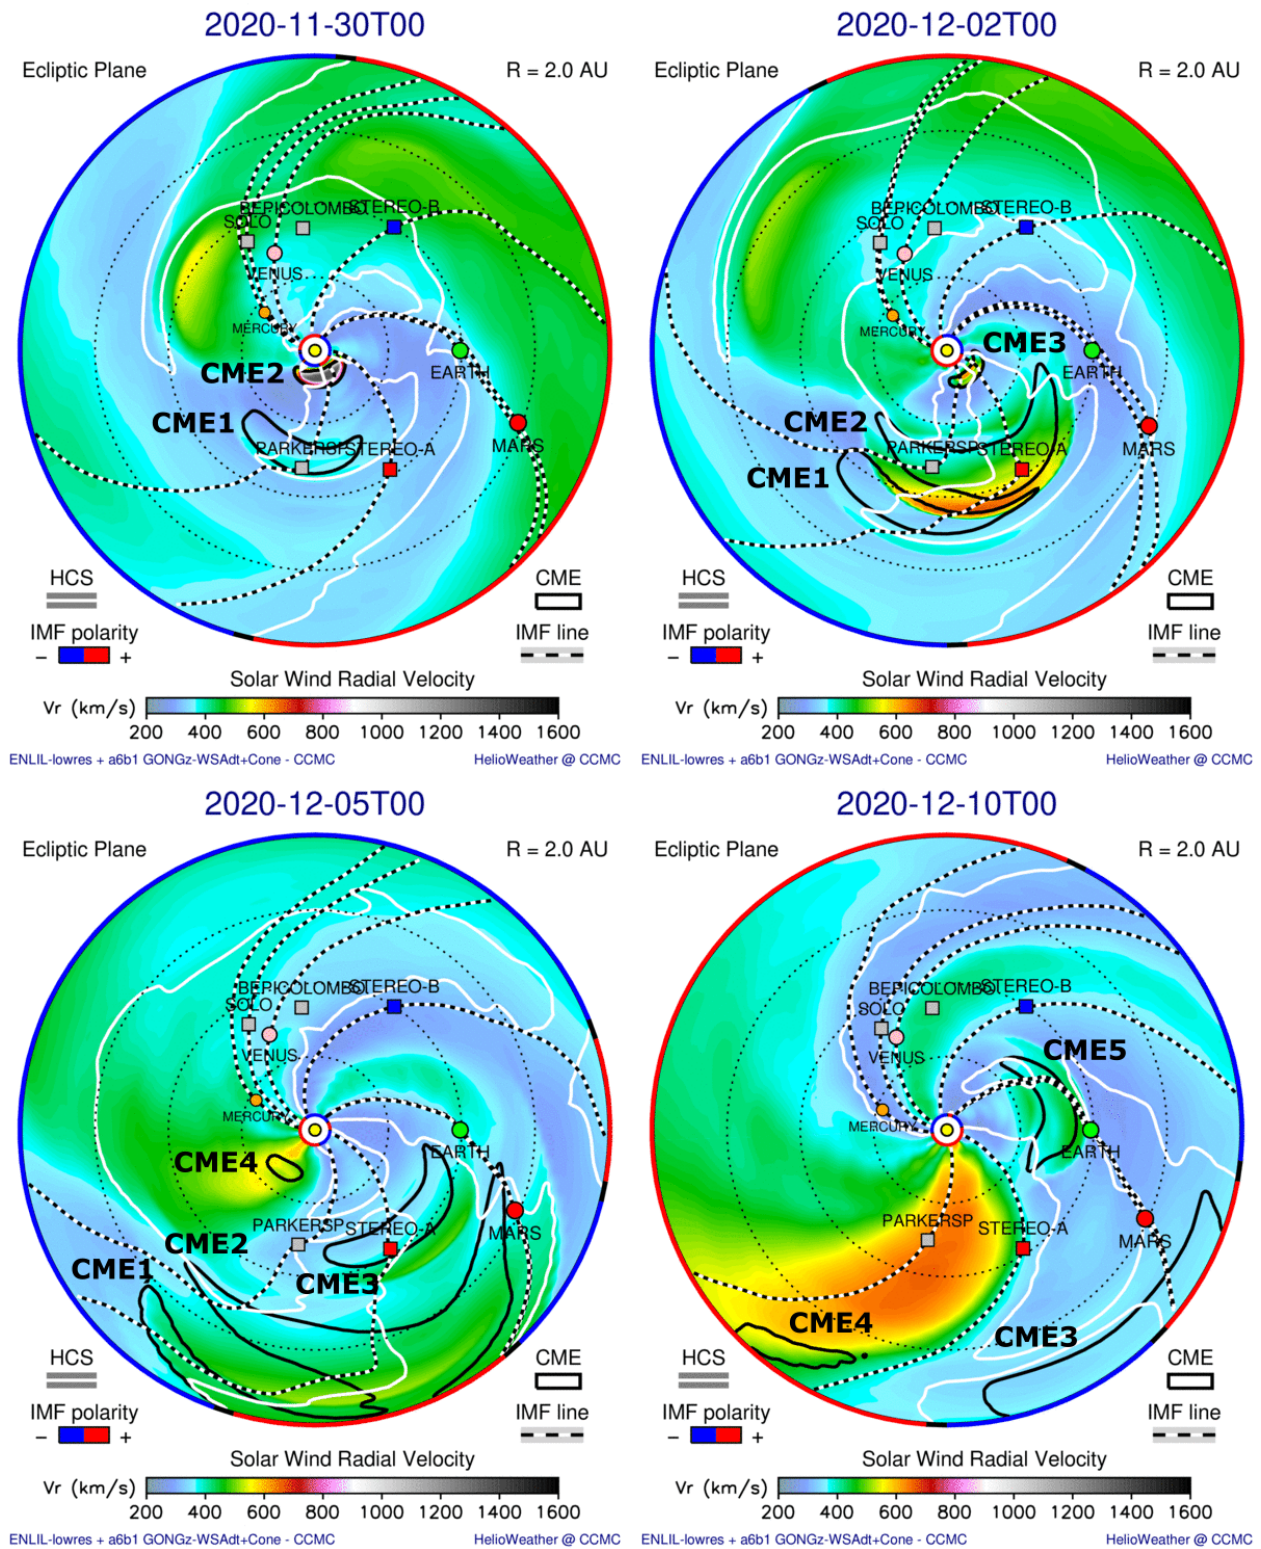 2020-11-30T00
Ecliptic Plane R = 2.0 AU
BEPICOLOMBO STEREO-B
SOLO
VENUS
MERCURY
CME2
EARTH
CME1
PARKERSP STEREO-A
MARS
HCS CME
IMF polarity IMF line
− +
Solar Wind Radial Velocity
Vr (km/s)
200 400 600 800 1000 1200 1400 1600
ENLIL-lowres + a6b1 GONGz-WSAdt+Cone - CCMC HelioWeather @ CCMC
2020-12-02T00
Ecliptic Plane R = 2.0 AU
BEPICOLOMBO STEREO-B
SOLO
VENUS
MERCURY
CME3
EARTH
CME2
PARKERSP STEREO-A
MARS
CME1
HCS CME
IMF polarity IMF line
− +
Solar Wind Radial Velocity
Vr (km/s)
200 400 600 800 1000 1200 1400 1600
ENLIL-lowres + a6b1 GONGz-WSAdt+Cone - CCMC HelioWeather @ CCMC
2020-12-05T00
Ecliptic Plane R = 2.0 AU
BEPICOLOMBO STEREO-B
SOLO
VENUS
MERCURY
EARTH
CME4
PARKERSP STEREO-A
MARS
CME2
CME1
CME3
HCS CME
IMF polarity IMF line
− +
Solar Wind Radial Velocity
Vr (km/s)
200 400 600 800 1000 1200 1400 1600
ENLIL-lowres + a6b1 GONGz-WSAdt+Cone - CCMC HelioWeather @ CCMC
2020-12-10T00
Ecliptic Plane R = 2.0 AU
BEPICOLOMBO STEREO-B
SOLO
CME5
VENUS
MERCURY
EARTH
PARKERSP STEREO-A
MARS
CME4
CME3
HCS CME
IMF polarity IMF line
− +
Solar Wind Radial Velocity
Vr (km/s)
200 400 600 800 1000 1200 1400 1600
ENLIL-lowres + a6b1 GONGz-WSAdt+Cone - CCMC HelioWeather @ CCMC